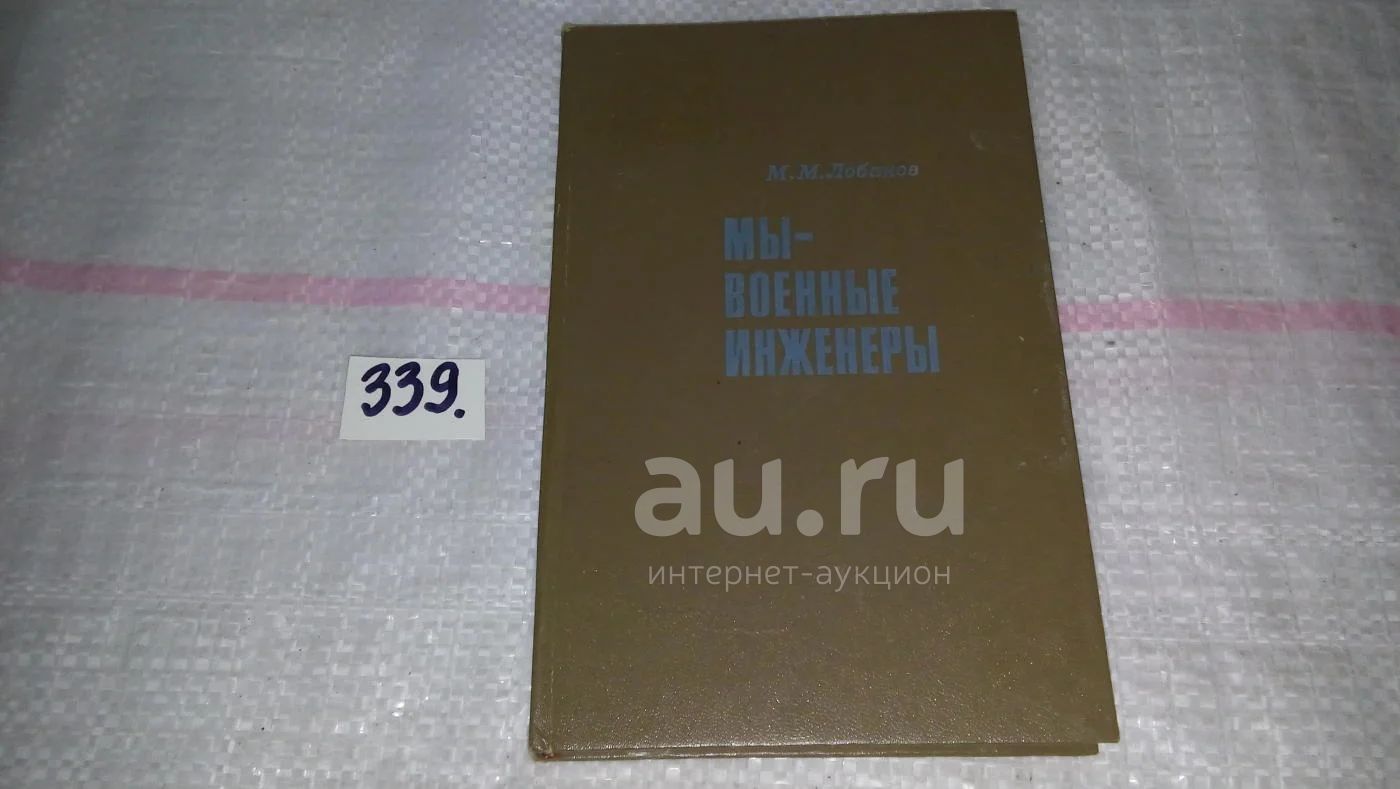 М. М. Лобанов
МЫ-
ВОЕННЫЕ
ИНЖЕНЕРЫ
339.
au.ru
интернет-аукцион